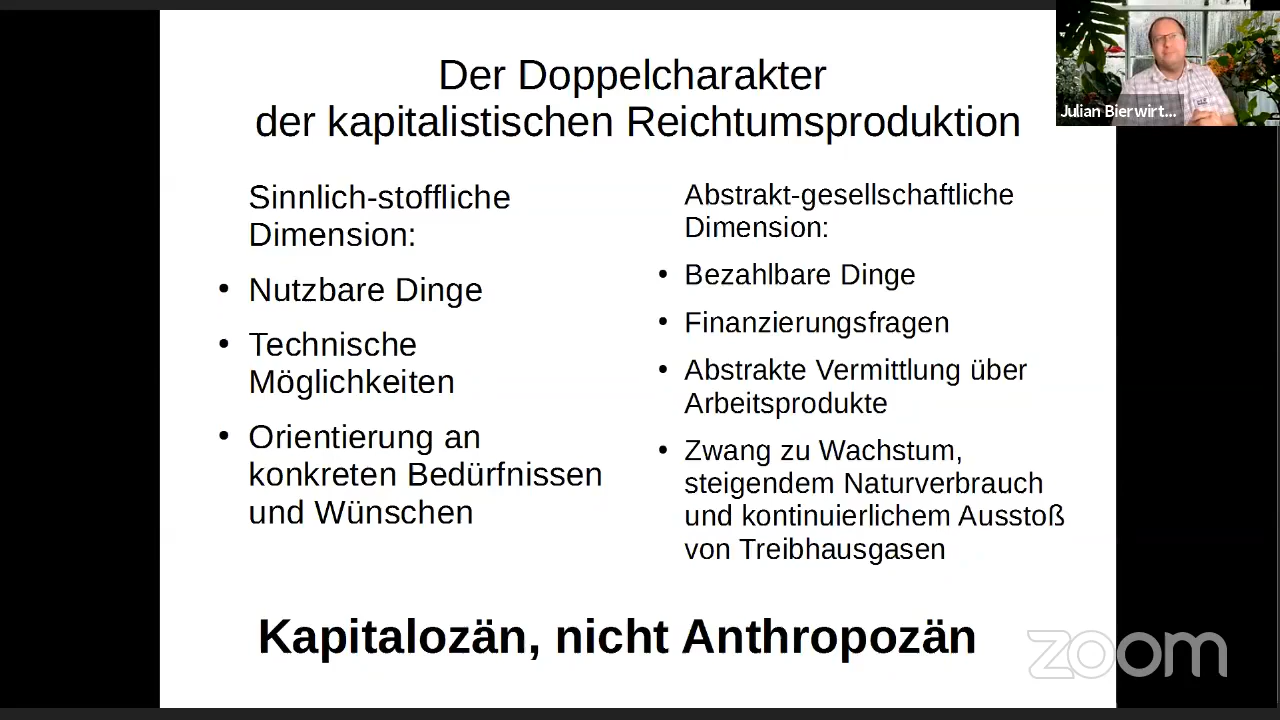 Der Doppelcharakter
der kapitalistischen Reichtumsproduktion
Sinnlich-stoffliche
Dimension:
• Nutzbare Dinge
• Technische
Möglichkeiten
• Orientierung an
konkreten Bedürfnissen
und Wünschen
Abstrakt-gesellschaftliche
Dimension:
• Bezahlbare Dinge
• Finanzierungsfragen
• Abstrakte Vermittlung über
Arbeitsprodukte
• Zwang zu Wachstum,
steigendem Naturverbrauch
und kontinuierlichem Ausstoß
von Treibhausgasen
Kapitalozän, nicht Anthropozän
Julian Bierwirt...
zoom